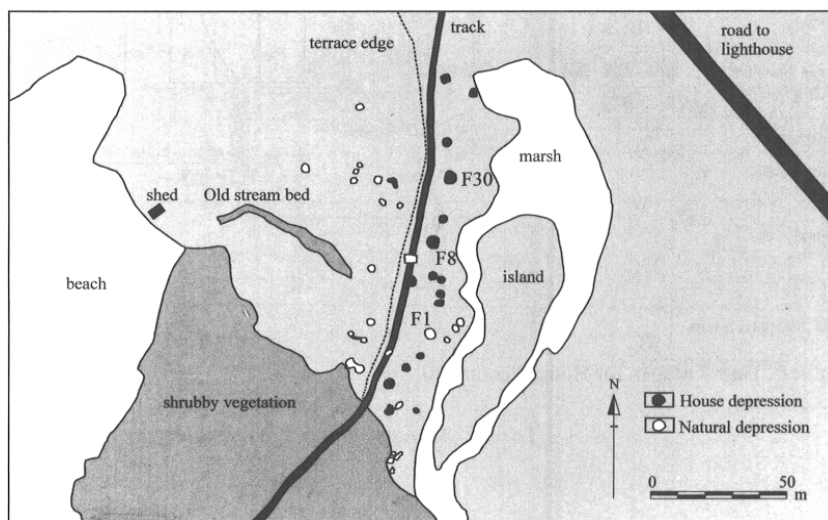 track
terrace edge
road to
lighthouse
marsh
F30
shed
Old stream bed
F8
beach
island
F1
N
House depression
shrubby vegetation
Natural depression
0
50
m